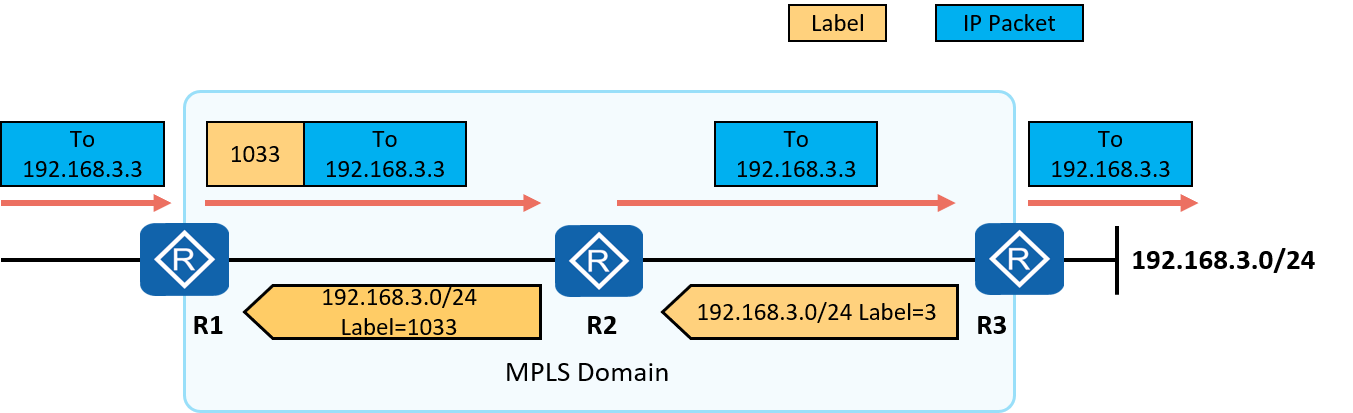 Label
IP Packet
To
192.168.3.3
1033
To
192.168.3.3
To
192.168.3.3
To
192.168.3.3
R
R
R
192.168.3.0/24
192.168.3.0/24
Label=1033
192.168.3.0/24 Label=3
R1
R2
R3
MPLS Domain